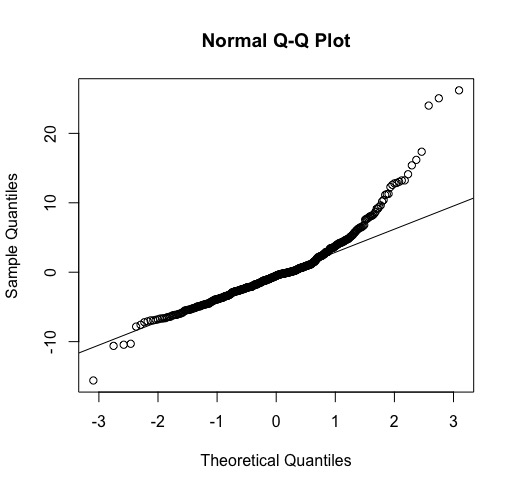 Normal Q-Q Plot
Sample Quantiles
20
10
0
-10
-3 -2 -1 0 1 2 3
Theoretical Quantiles